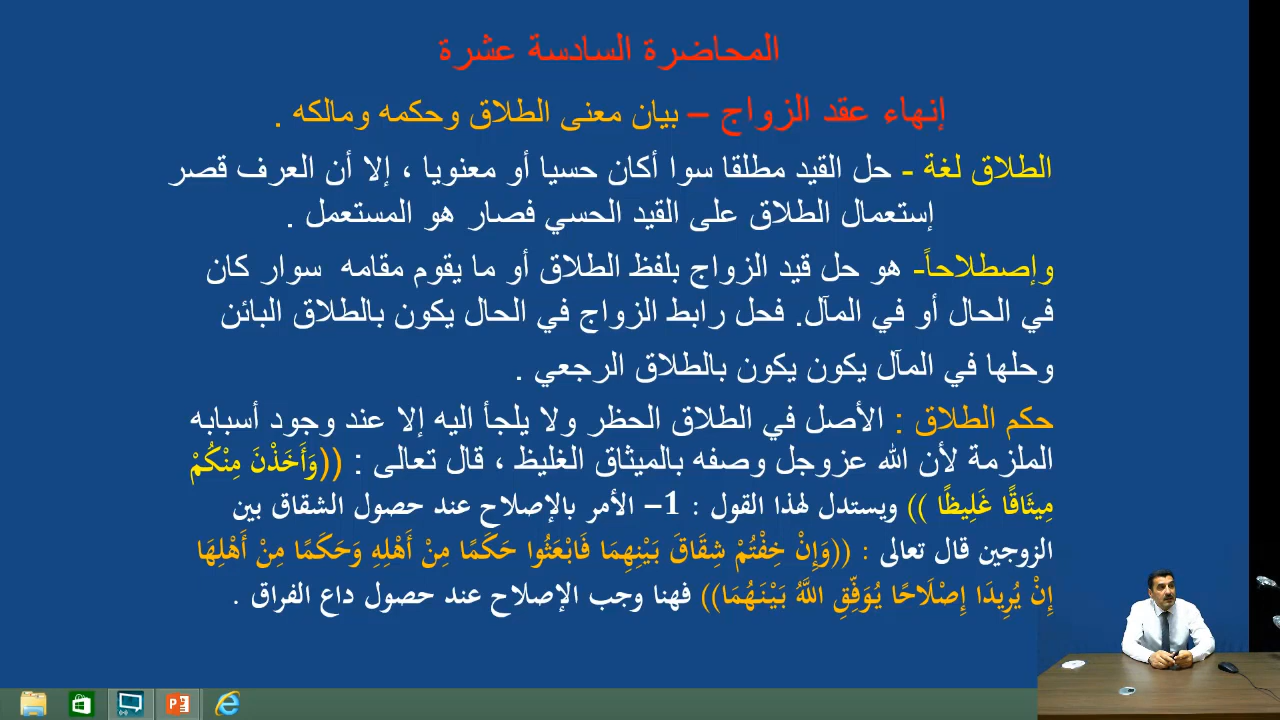 المحاضرة السادسة عشرة
إنهاء عقد الزواج – بيان معنى الطلاق وحكمه ومالكه .
الطلاق لغة - حل القيد مطلقا سوا أكان حسيا أو معنويا ، إلا أن العرف قصر
إستعمال الطلاق على القيد الحسي فصار هو المستعمل .
وإصطلاحاً- هو حل قيد الزواج بلفظ الطلاق أو ما يقوم مقامه سوار كان
في الحال أو في المآل. فحل رابط الزواج في الحال يكون بالطلاق البائن
وحلها في المآل يكون يكون بالطلاق الرجعي .
حكم الطلاق : الأصل في الطلاق الحظر ولا يلجأ اليه إلا عند وجود أسبابه
الملزمة لأن الله عزوجل وصفه بالميثاق الغليظ ، قال تعالى : ((وَأَخَذْنَ مِنْكُمْ
مِيثَاقًا غَلِيظًا )) ويستدل لهذا القول : 1- الأمر بالإصلاح عند حصول الشقاق بين
الزوجين قال تعالى : ((وَإِنْ خِفْتُمْ شِقَاقَ بَيْنِهِمَا فَابْعَثُوا حَكَمًا مِنْ أَهْلِهِ وَحَكَمًا مِنْ أَهْلِهَا
إِنْ يُرِيدَا إِصْلَاحًا يُوَفِّقِ اللَّهُ بَيْنَهُمَا)) فهنا وجب الإصلاح عند حصول داع الفراق .